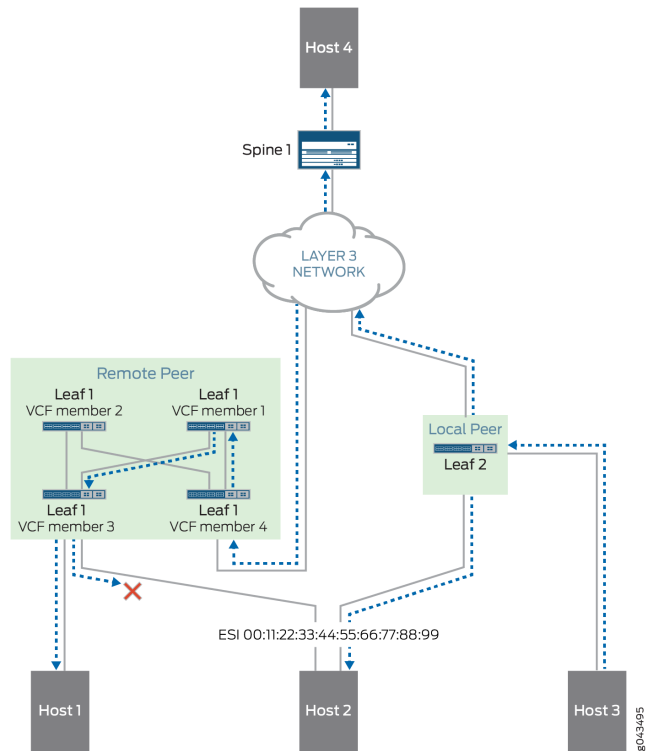 Host 4
Spine 1
LAYER 3
NETWORK
Remote Peer
Leaf 1
VCF member 2
Leaf 1
VCF member 1
Leaf 1
VCF member 3
Leaf 1
VCF member 4
Local Peer
Leaf 2
ESI 00:11:22:33:44:55:66:77:88:99
Host 1
Host 2
Host 3
g043495